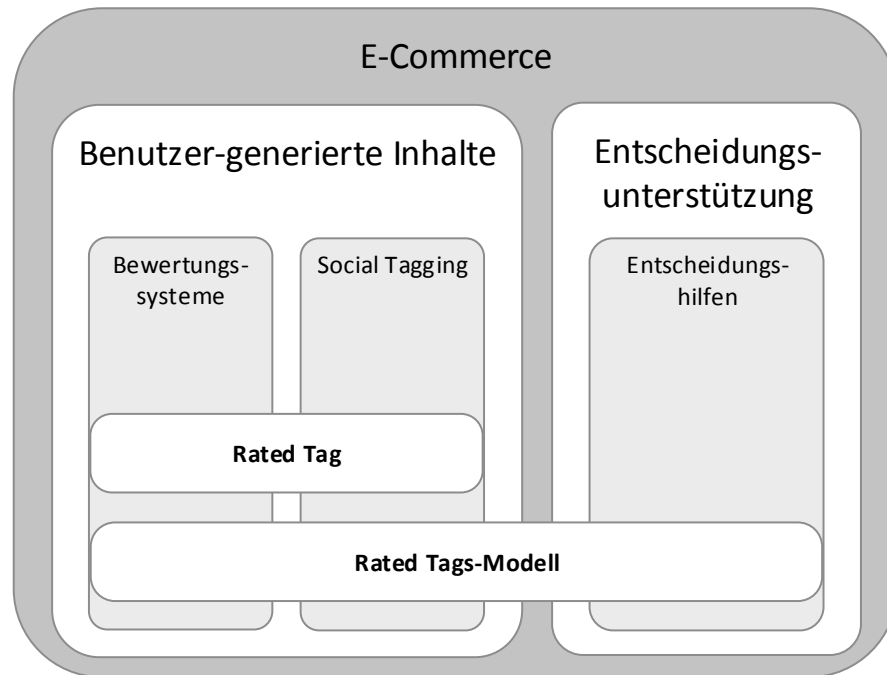 E-Commerce
Benutzer-generierte Inhalte
Entscheidungs-
unterstützung
Bewertungs-
systeme
Social Tagging
Entscheidungs-
hilfen
Rated Tag
Rated Tags-Modell